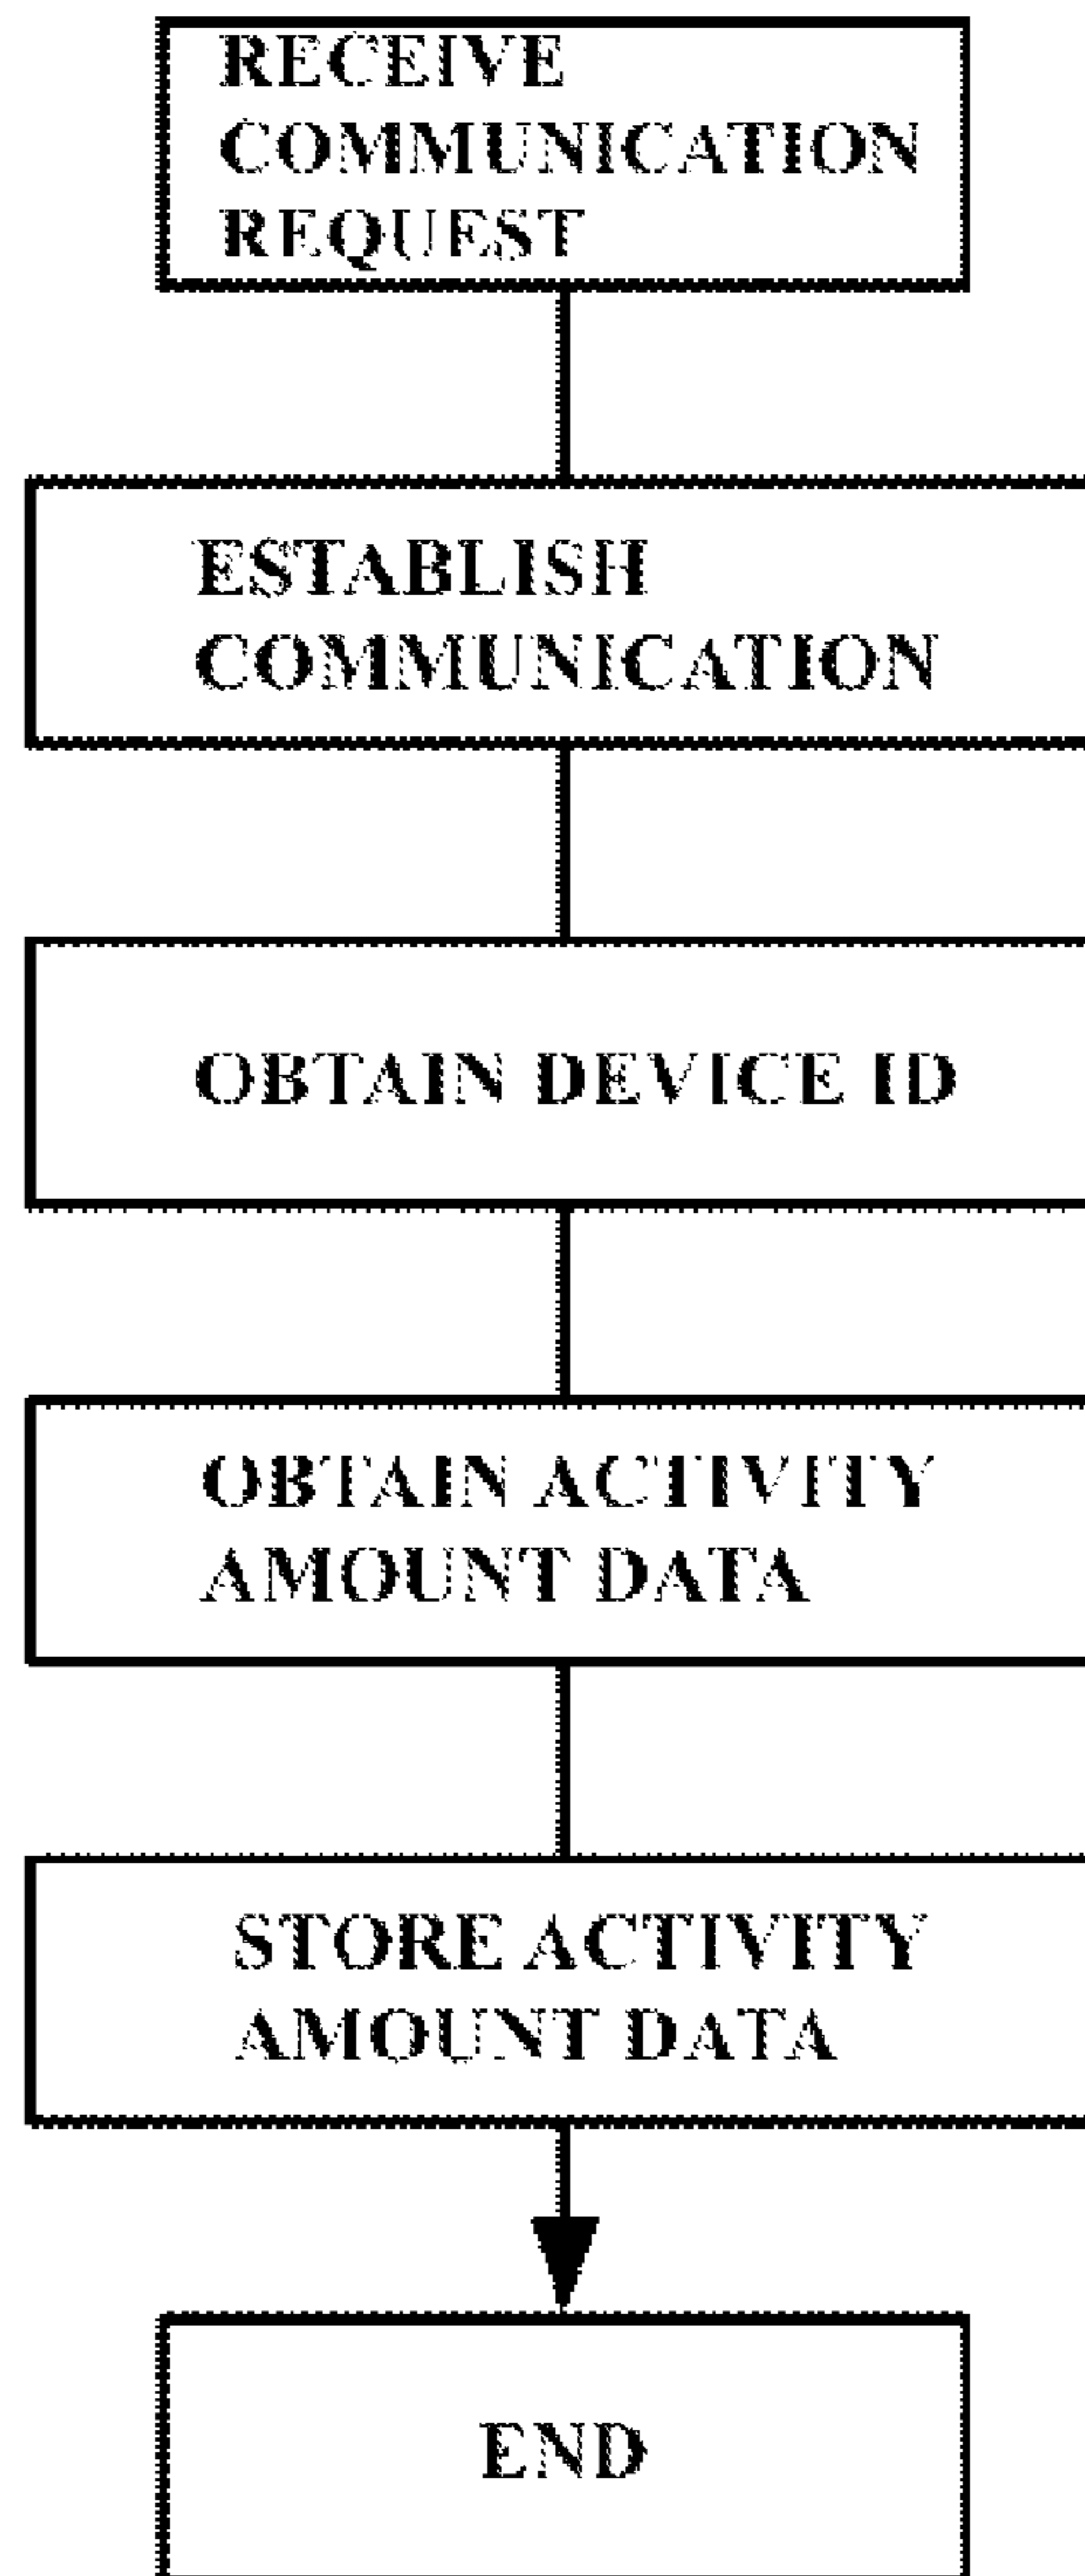 RECEIVE
COMMUNICATION
REQUEST
ESTABLISH
COMMUNICATION
OBTAIN DEVICE ID
OBTAIN ACTIVITY
AMOUNT DATA
STORE ACTIVITY
AMOUNT DATA
END